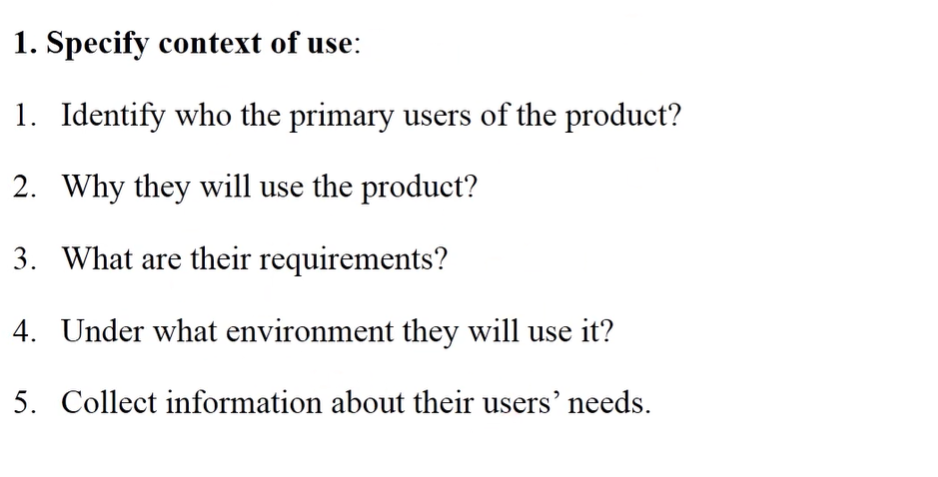 1. Specify context of use:
1. Identify who the primary users of the product?
2. Why they will use the product?
3. What are their requirements?
4. Under what environment they will use it?
5. Collect information about their users’ needs.